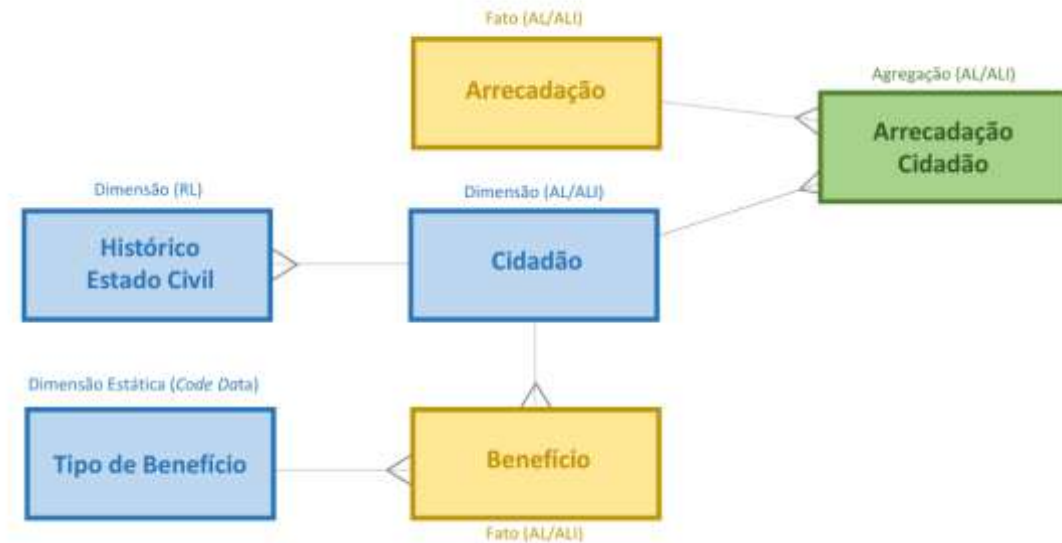 Fato (AL/ALI)
Arrecadação
Agregação (AL/ALI)
Arrecadação
Cidadão
Dimensão (RL)
Histórico
Estado Civil
Dimensão (AL/ALI)
Cidadão
Dimensão Estática (Code Data)
Tipo de Benefício
Benefício
Fato (AL/ALI)